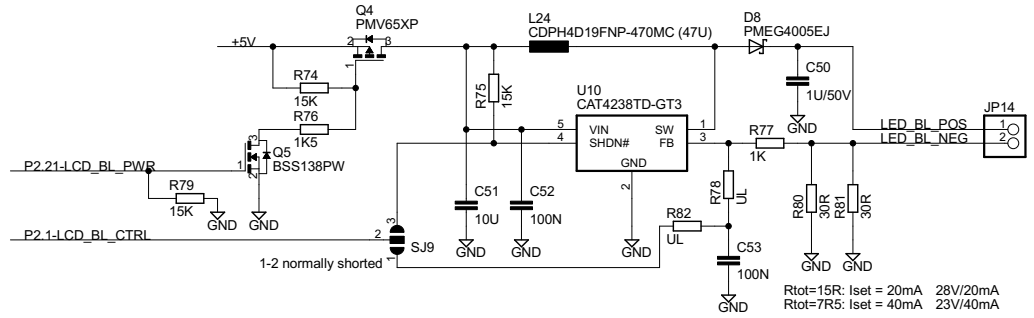 Q4
PMV65XP
+5V
2
3
1
L24
CDPH4D19FNP-470MC (47U)
D8
PMEG4005EJ
R74
15K
R76
1K5
R75
15K
C50
1U/50V
GND
U10
CAT4238TD-GT3
5
VIN
SW
1
4
SHDN#
FB
3
GND
2
R77
1K
JP14
LED_BL_POS
1
LED_BL_NEG
2
3
Q5
BSS138PW
1
2
P2.21-LCD_BL_PWR
R79
15K
GND
GND
C51
10U
C52
100N
R78
UL
R80
30R
R81
30R
R82
UL
P2.1-LCD_BL_CTRL
3
2
1
SJ9
1-2 normally shorted
GND
GND
GND
C53
100N
GND
GND
GND
Rtot=15R: Iset = 20mA 28V/20mA
Rtot=7R5: Iset = 40mA 23V/40mA